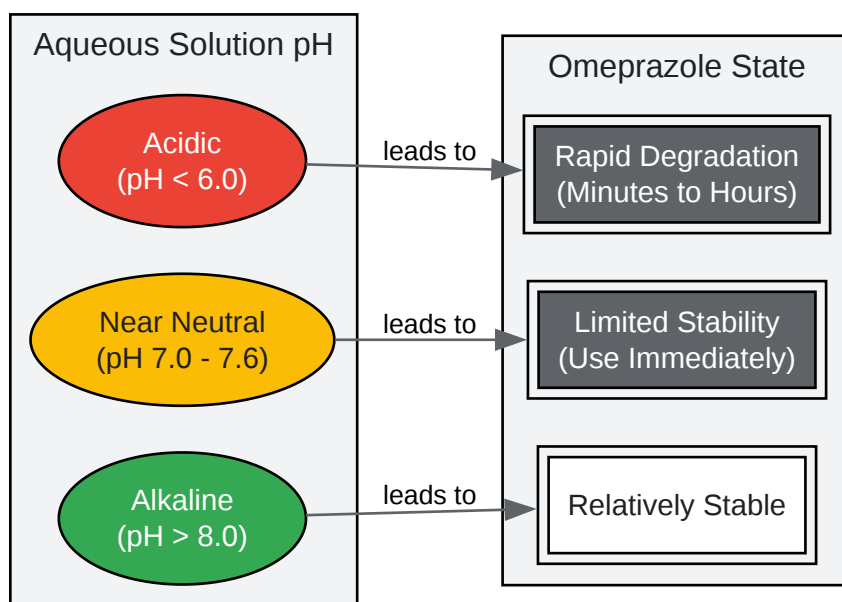 Aqueous Solution pH
Acidic
(pH < 6.0)
Near Neutral
(pH 7.0 - 7.6)
Alkaline
(pH > 8.0)
leads to
leads to
leads to
Omeprazole State
Rapid Degradation
(Minutes to Hours)
Limited Stability
(Use Immediately)
Relatively Stable